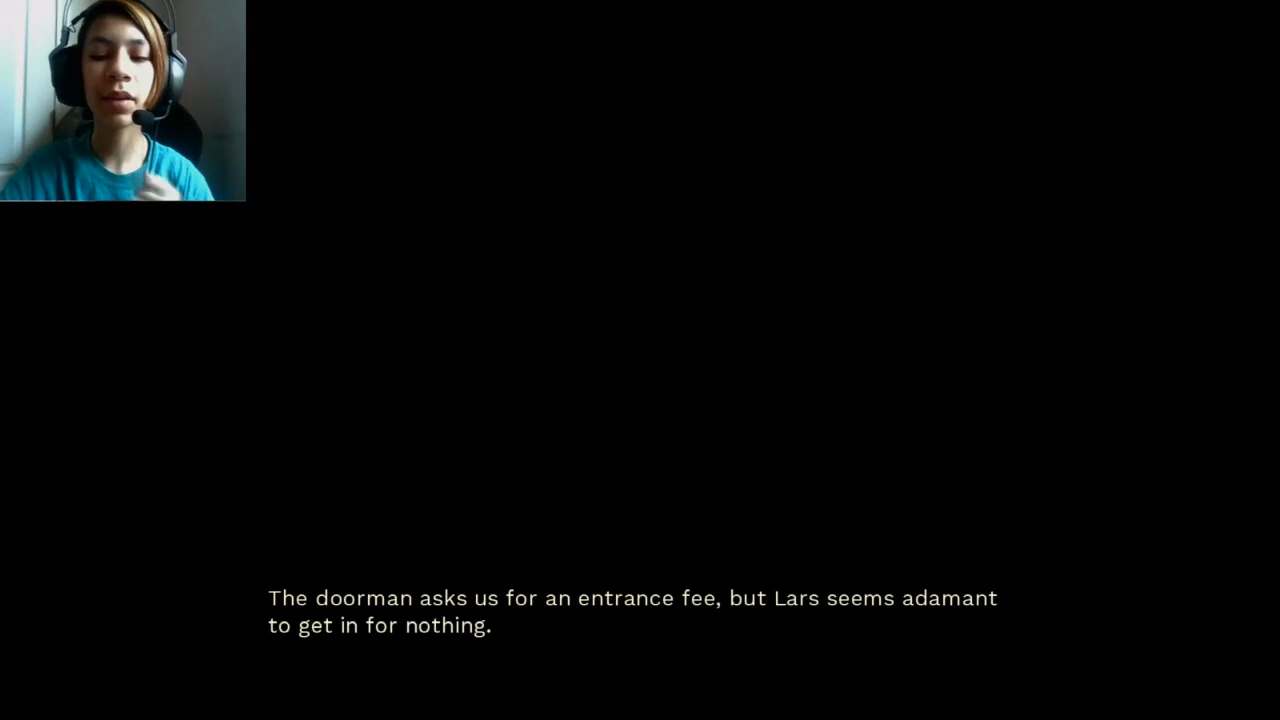 The doorman asks us for an entrance fee, but Lars seems adamant
to get in for nothing.